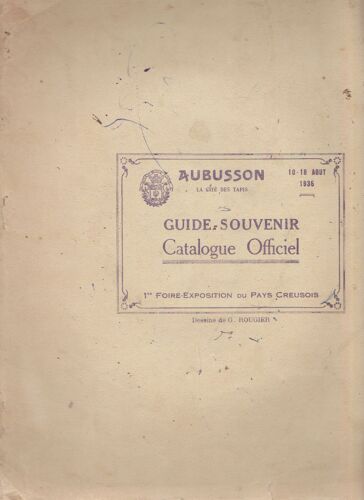 AUBUSSON
LA CITÉ DES TAPIS
10-18 AOUT
1936
GUIDE-SOUVENIR
Catalogue Officiel
1re FOIRE-EXPOSITION DU PAYS CREUSOIS
Dessins de G. ROUGIER